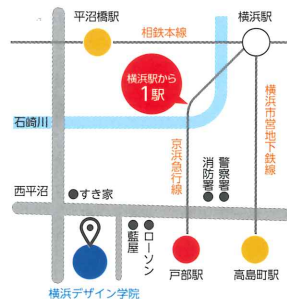 平沼橋駅
横浜駅
相鉄本線
横浜駅から
1駅
石崎川
京浜急行線
横浜市営地下鉄線
警察署
消防署
西平沼
すき家
ローソン
藍屋
戸部駅
高島町駅
横浜デザイン学院